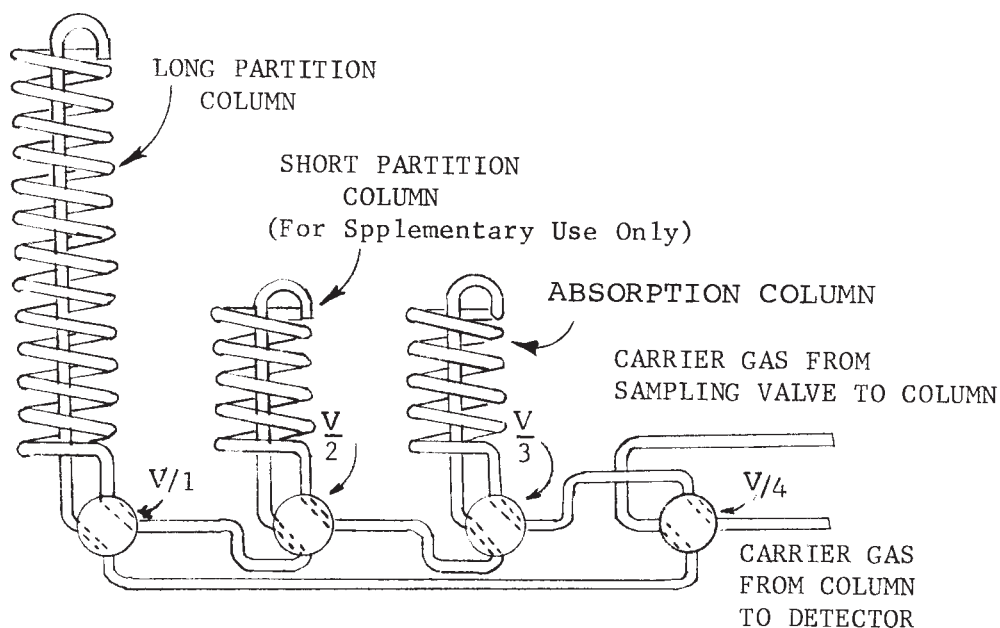 LONG PARTITION
COLUMN
SHORT PARTITION
COLUMN
(For Spplementary Use Only)
ABSORPTION COLUMN
CARRIER GAS FROM
SAMPLING VALVE TO COLUMN
V/1
V/2
V/3
V/4
CARRIER GAS
FROM COLUMN
TO DETECTOR